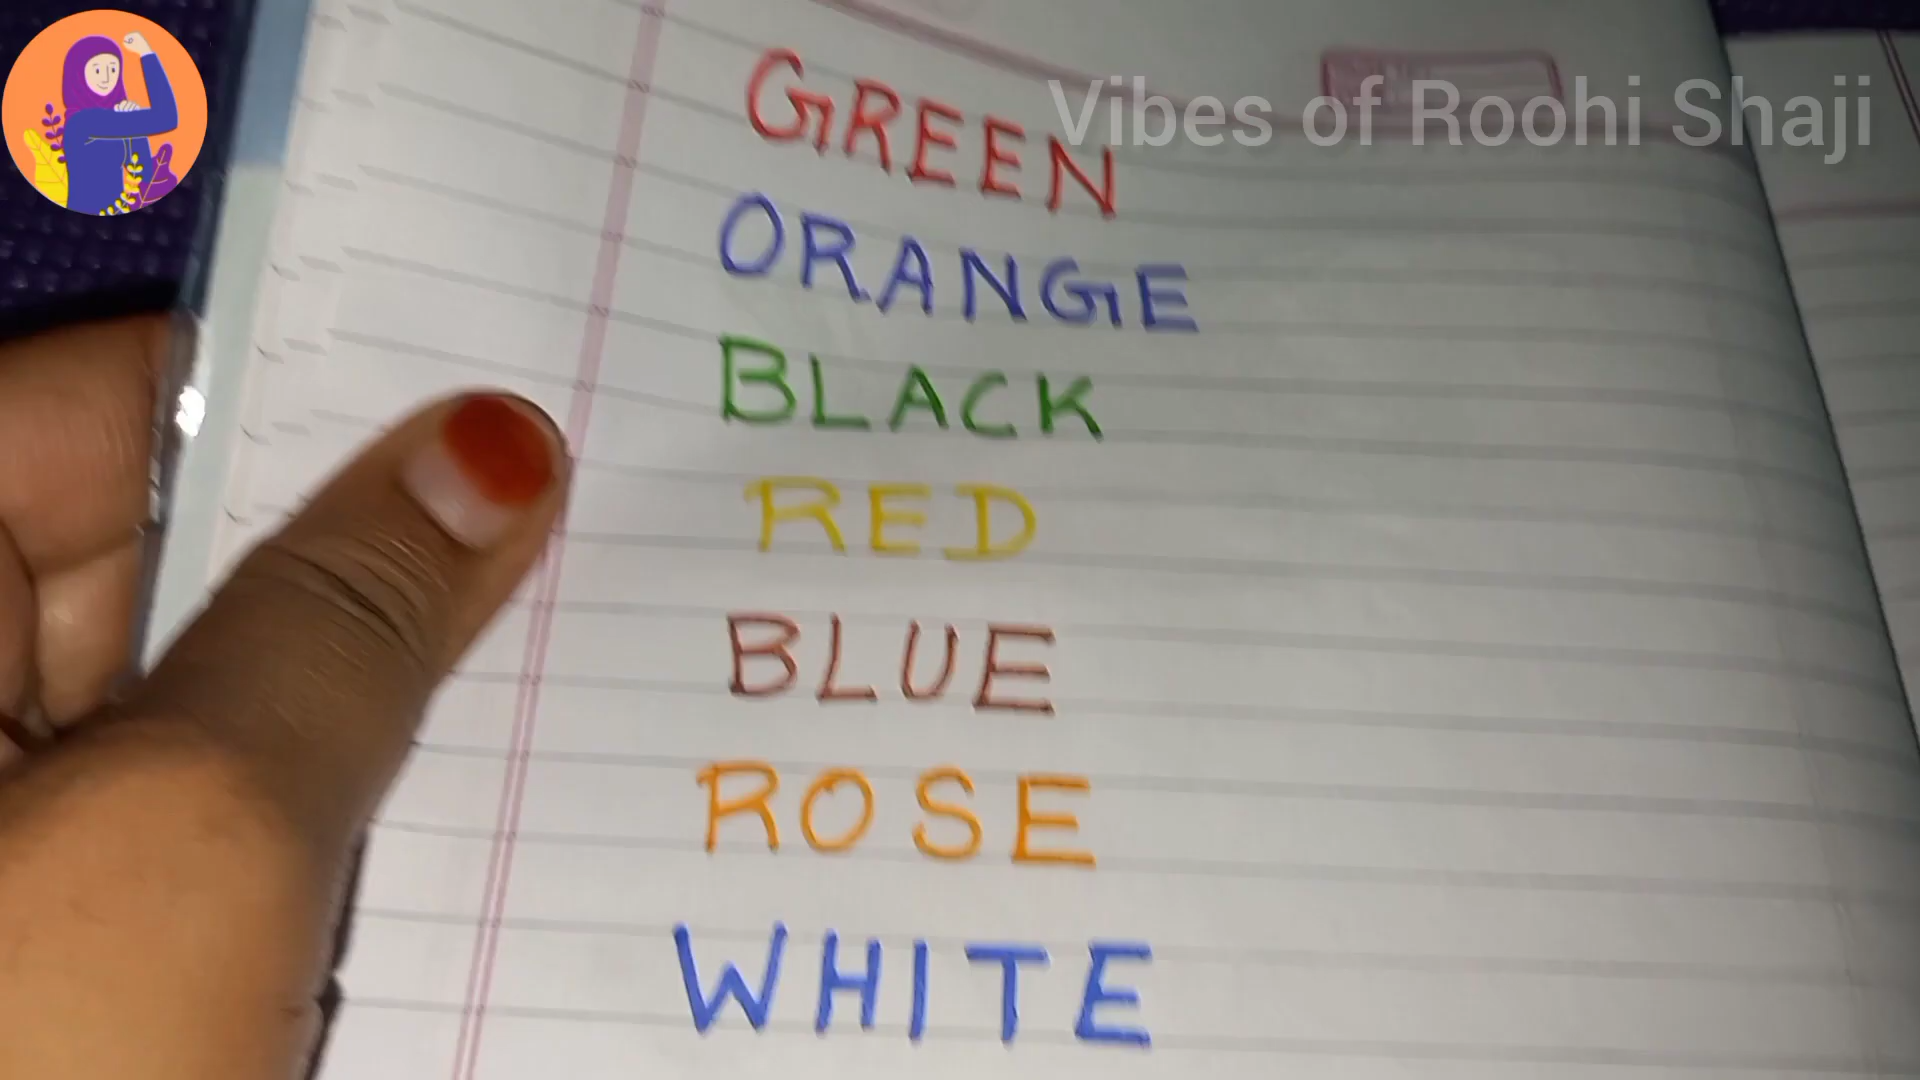 GREEN
Vibes of Roohi Shaji
ORANGE
BLACK
RED
BLUE
ROSE
WHITE